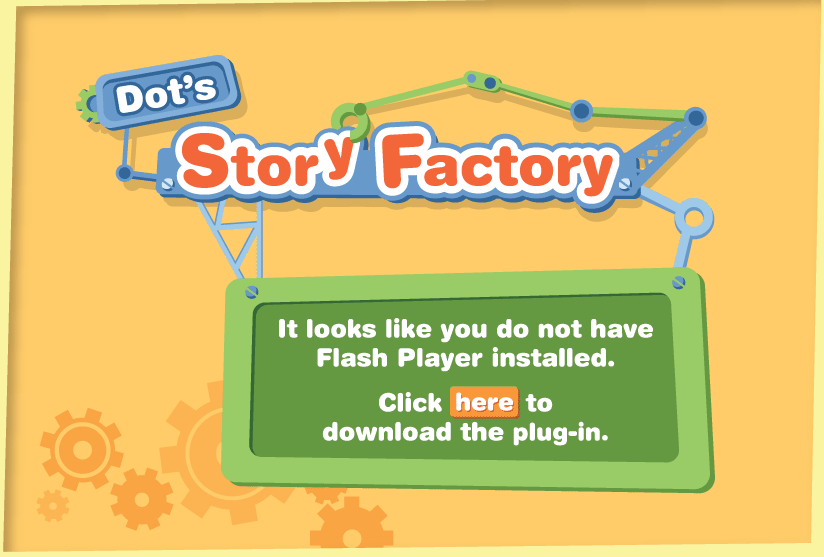 Dot's
Story Factory
It looks like you do not have
Flash Player installed.
Click here to
download the plug-in.